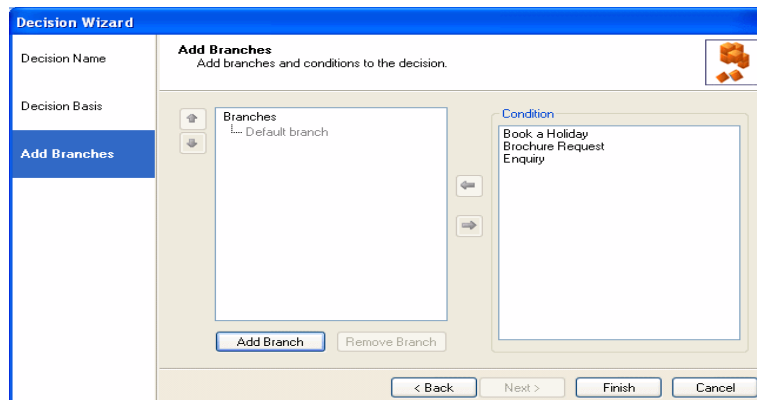 Decision Wizard
Decision Name
Decision Basis
Add Branches
Add Branches
Add branches and conditions to the decision.
Branches
Default branch
Condition
Book a Holiday
Brochure Request
Enquiry
Add Branch
Remove Branch
< Back
Next >
Finish
Cancel